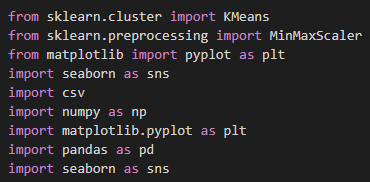 from sklearn.cluster import KMeans
from sklearn.preprocessing import MinMaxScaler
from matplotlib import pyplot as plt
import seaborn as sns
import csv
import numpy as np
import matplotlib.pyplot as plt
import pandas as pd
import seaborn as sns